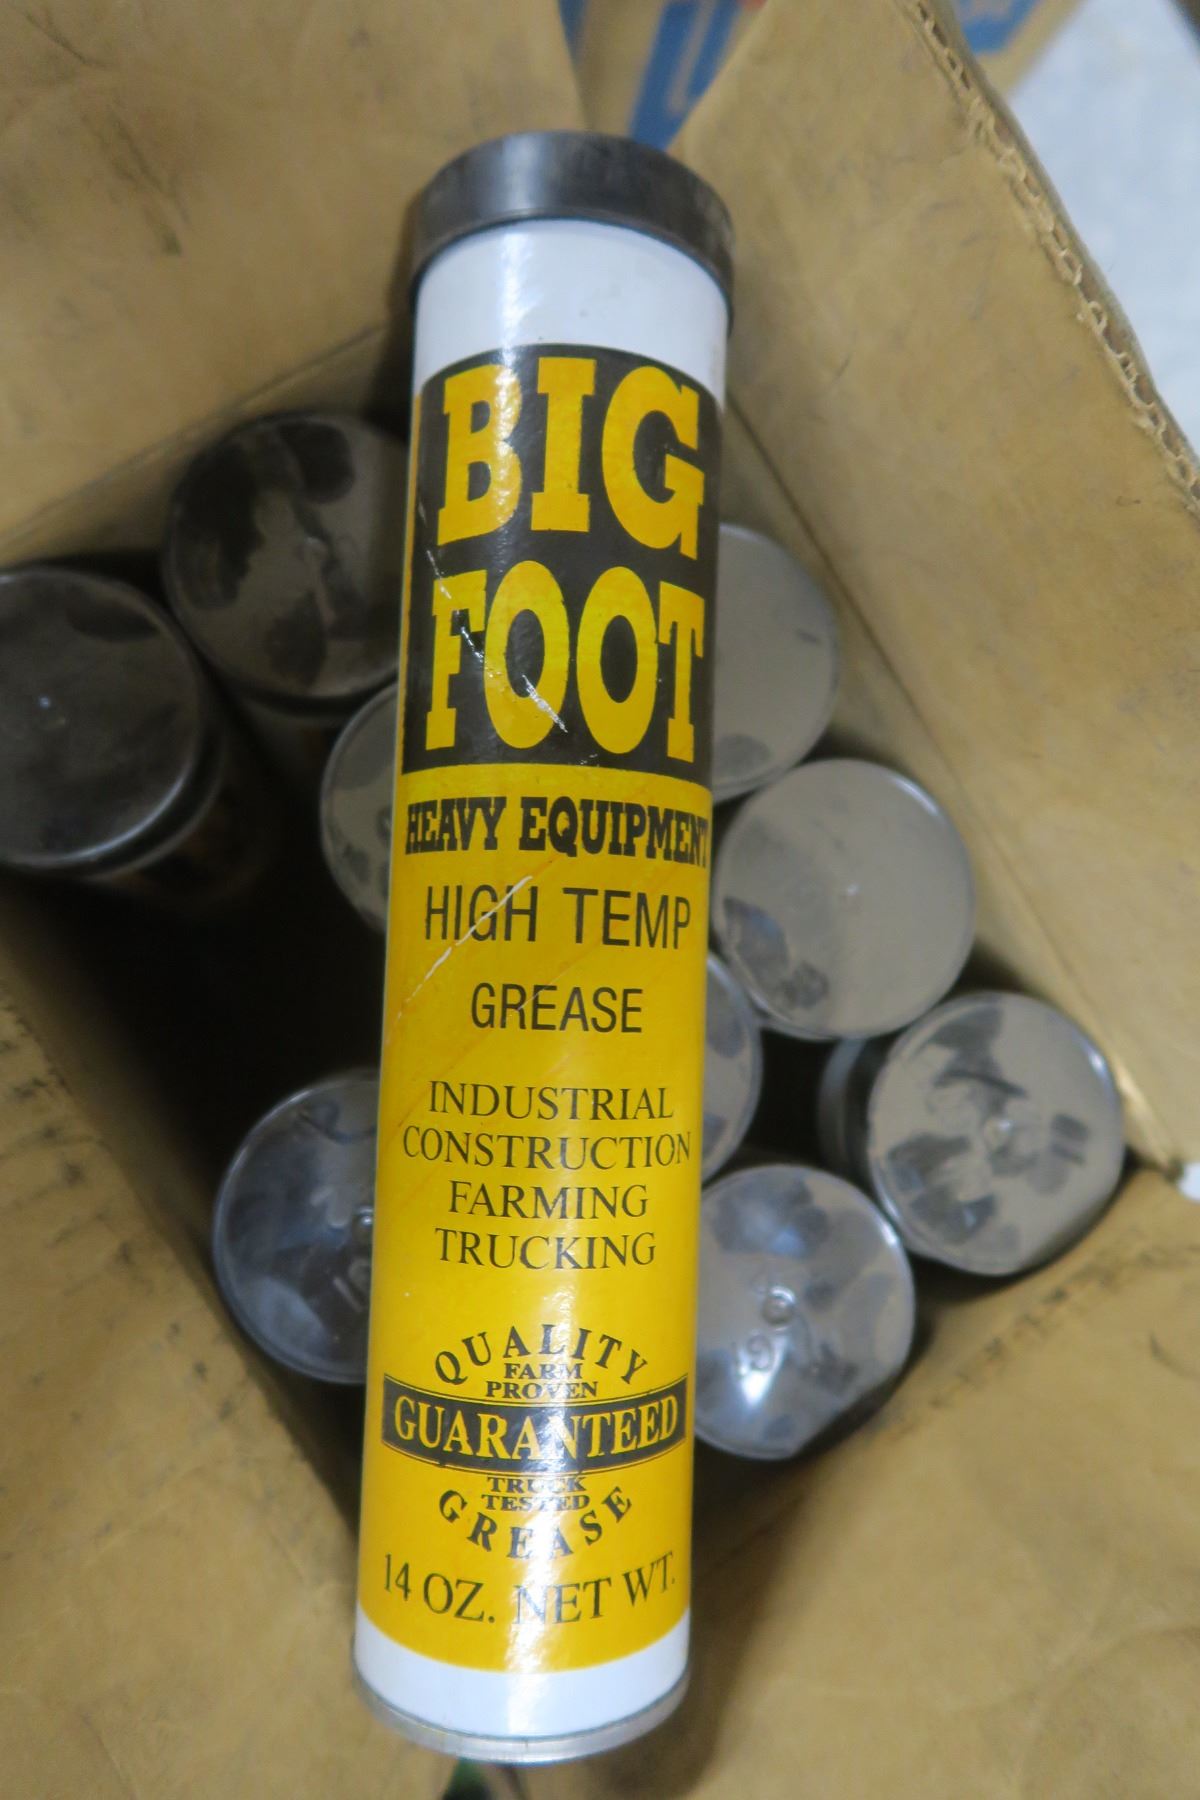 BIG
FOOT
HEAVY EQUIPMENT
HIGH TEMP
GREASE
INDUSTRIAL
CONSTRUCTION
FARMING
TRUCKING
QUALITY
FARM
PROVEN
GUARANTEED
TRUCK
TESTED
GREASE
14 OZ. NET WT.